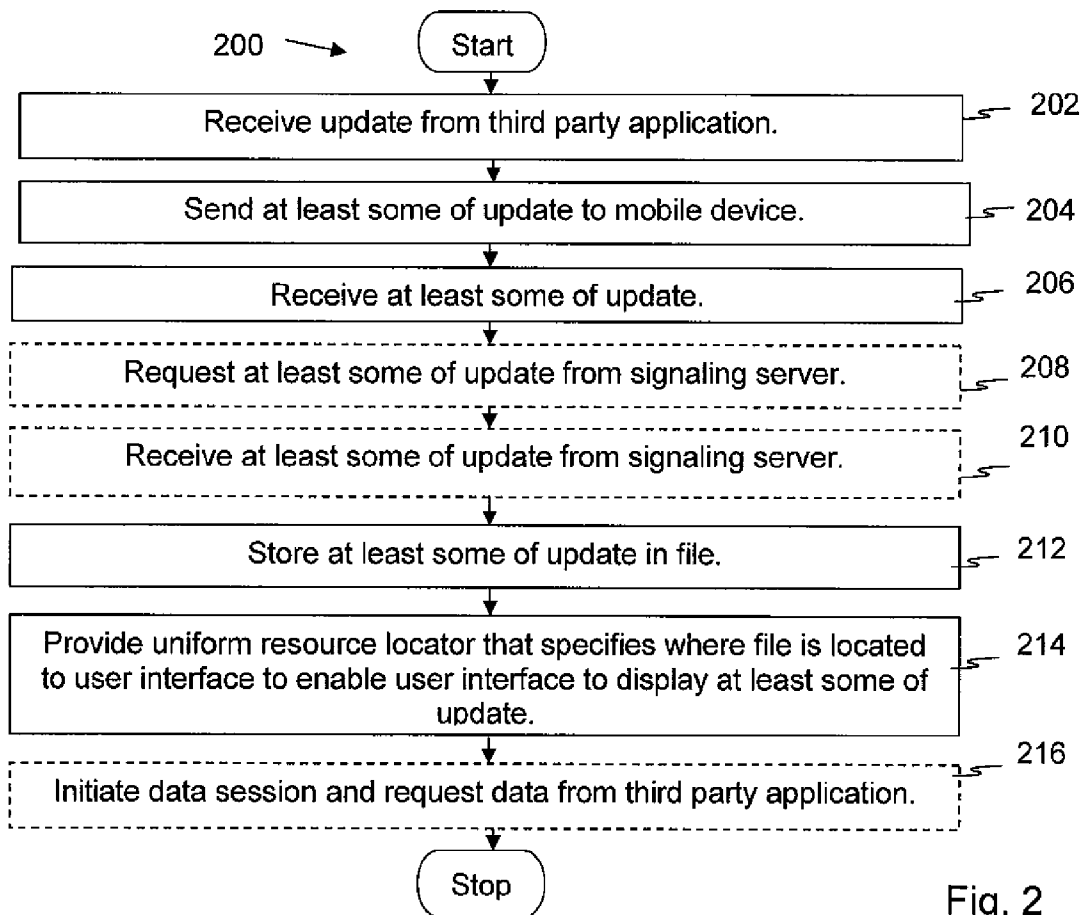 200
Start
Receive update from third party application.
202
Send at least some of update to mobile device.
204
Receive at least some of update.
206
Request at least some of update from signaling server.
208
Receive at least some of update from signaling server.
210
Store at least some of update in file.
212
Provide uniform resource locator that specifies where file is located
to user interface to enable user interface to display at least some of
update.
214
Initiate data session and request data from third party application.
216
Stop
Fig. 2